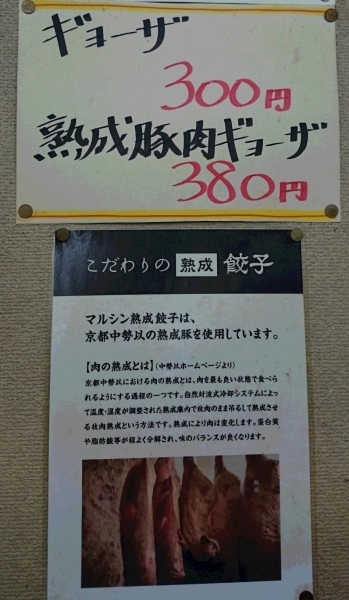 ギョーザ
300円
熟成豚肉ギョーザ
380円
こだわりの 熟成 餃子
マルシン熟成餃子は、
京都中勢以の熟成豚を使用しています。
【肉の熟成とは】(中勢以ホームページより)
京都中勢以における肉の熟成とは、肉を最も良い状態で食べら
れるようにする過程の一つです。自然対流式冷却システムによっ
て温度・湿度が調整された熟成庫内で枝肉のまま吊るして熟成させ
る枝肉熟成という方法です。熟成により肉は変化します。蛋白質
や脂肪酸等が程よく分解され、味のバランスが良くなります。